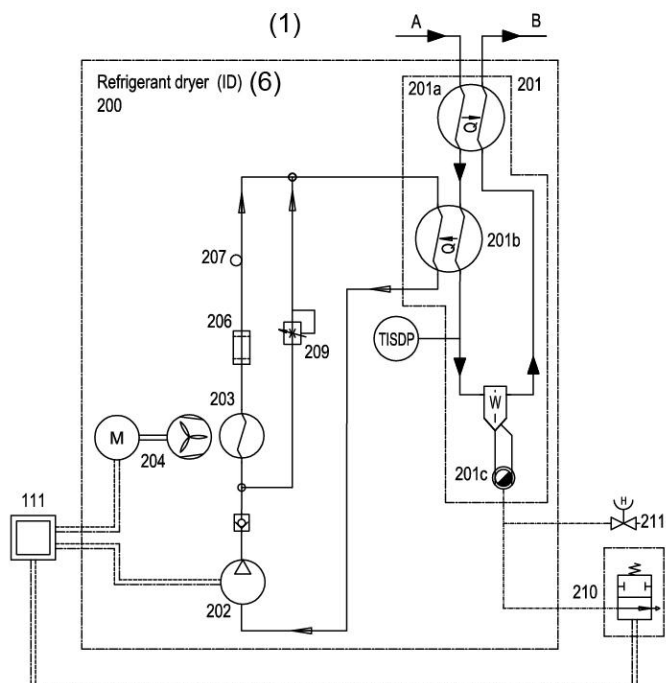 (1)
A
B
Refrigerant dryer (ID) (6)
200
201a
201
Q
201b
Q
207
206
209
TISDP
203
W
M
204
201c
H
111
211
210
202